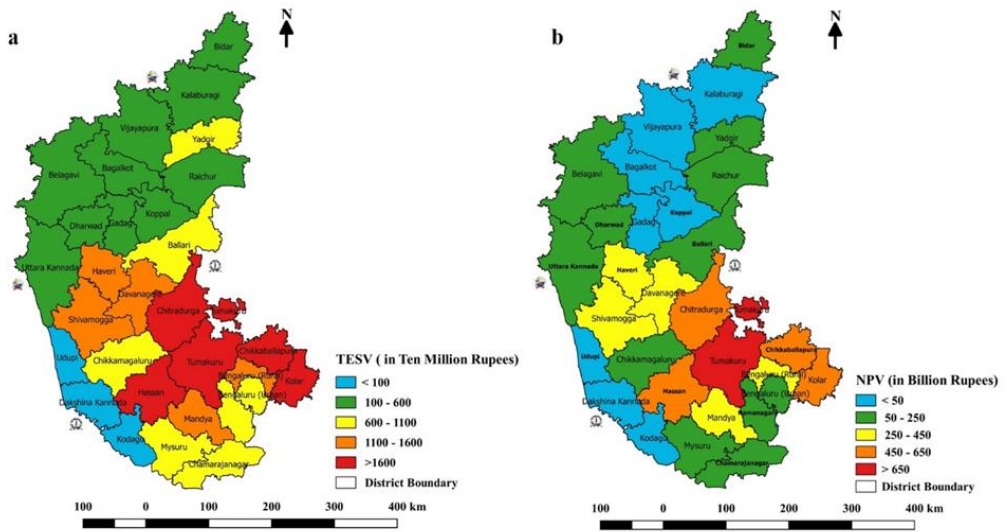 a
N
Bidar
Kalaburagi
Vijayapura
Yadgir
Bagalkot
Belagavi
Raichur
Koppal
Gadag
Dharwad
Ballari
Uttara Kannada
Haveri
Davanagere
Chitradurga
Shivamogga
Tumakuru
Udupi
Chikkamagaluru
Tumakuru
Chikkaballapura
Bengaluru (Rural)
Kolar
Hassan
Bengaluru (Urban)
Dakshina Kannada
Mandya
Kodagu
Mysuru
Chamarajanagar
TESV ( in Ten Million Rupees)
< 100
100 - 600
600 - 1100
1100 - 1600
>1600
District Boundary
100 0 100 200 300 400 km
b
N
Bidar
Kalaburagi
Vijayapura
Yadgir
Bagalkot
Belagavi
Raichur
Koppal
Gadag
Dharwad
Ballari
Uttara Kannada
Haveri
Davanagere
Chitradurga
Shivamogga
Tumakuru
Udupi
Chikkamagaluru
Tumakuru
Chikkaballapura
Bengaluru (Rural)
Kolar
Hassan
Bengaluru (Urban)
Dakshina Kannada
Ramanagara
Mandya
Kodagu
Mysuru
Chamarajanagar
NPV (in Billion Rupees)
< 50
50 - 250
250 - 450
450 - 650
> 650
District Boundary
100 0 100 200 300 400 km